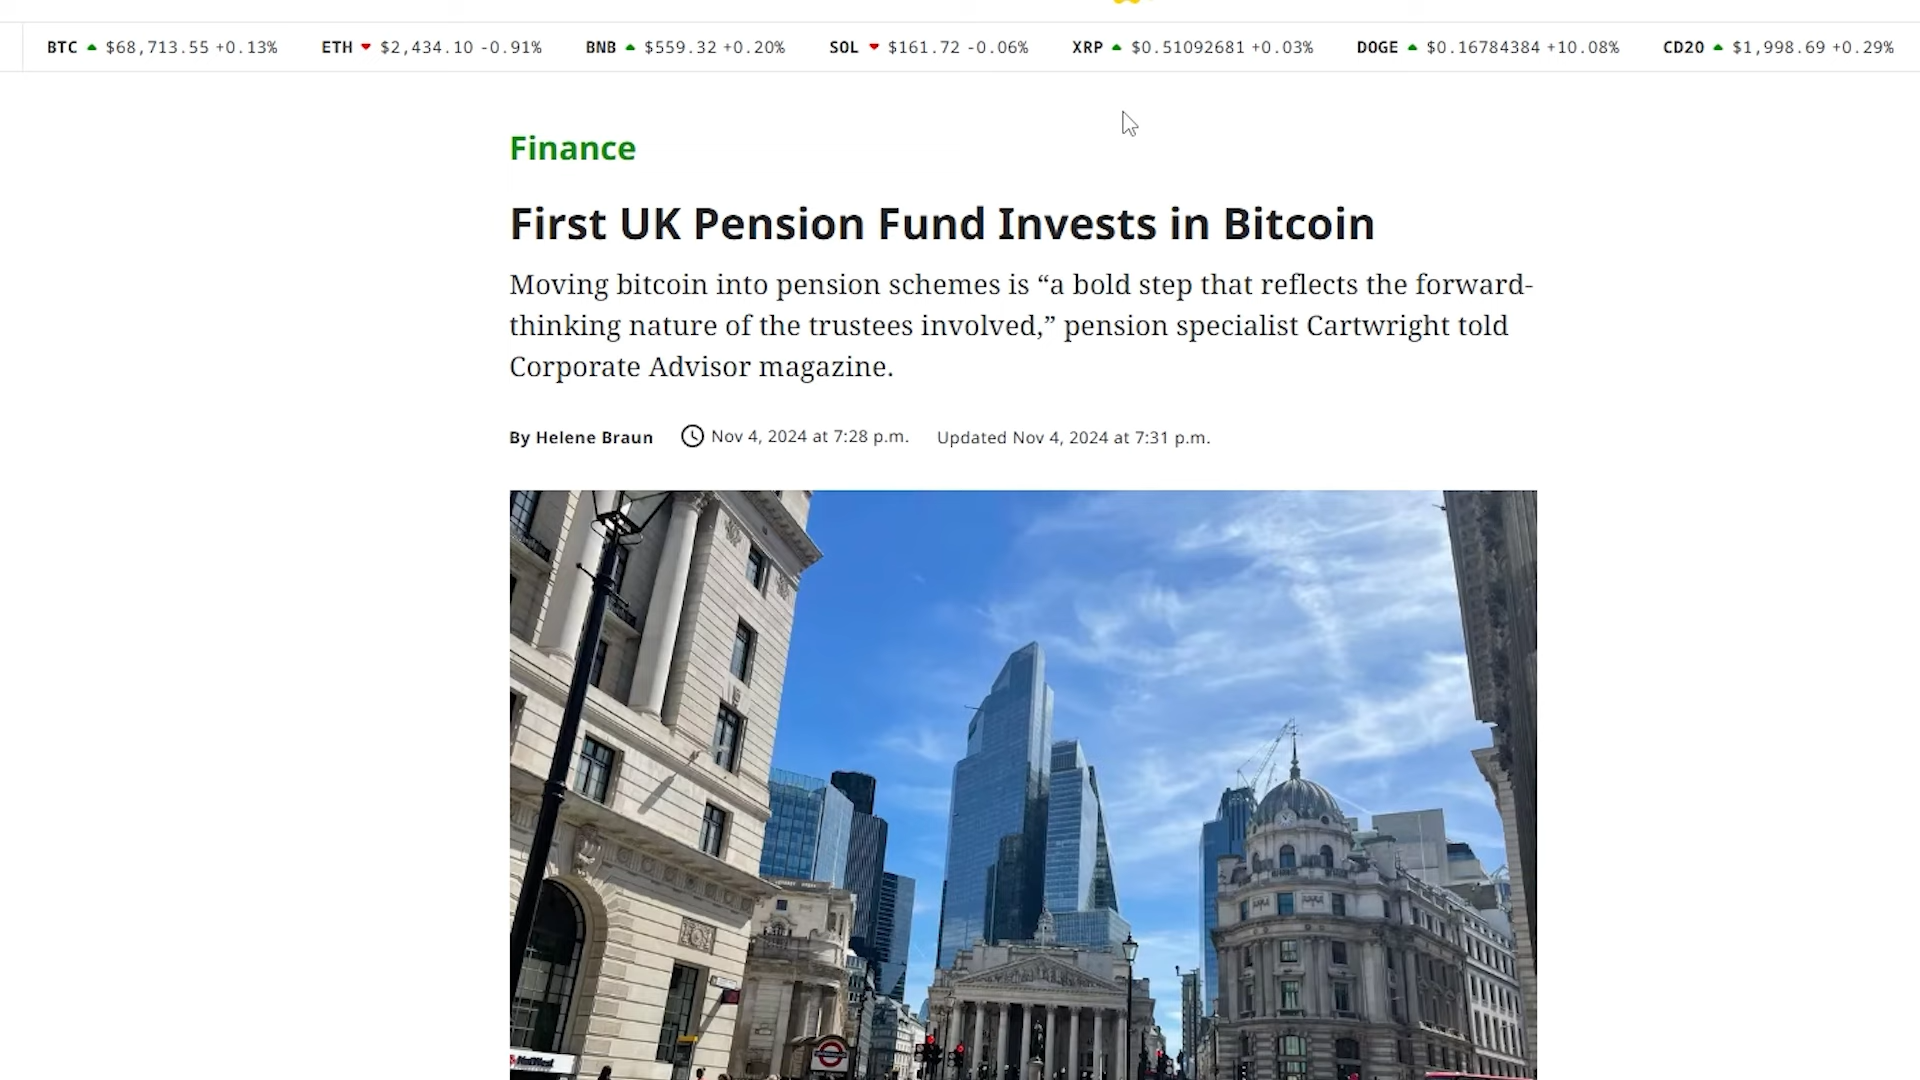 BTC $68,713.55 +0.13% ETH $2,434.10 -0.91% BNB $559.32 +0.20% SOL $161.72 -0.06% XRP $0.51092681 +0.03% DOGE $0.16784384 +10.08% CD20 $1,998.69 +0.29%
Finance
First UK Pension Fund Invests in Bitcoin
Moving bitcoin into pension schemes is “a bold step that reflects the forward-
thinking nature of the trustees involved,” pension specialist Cartwright told
Corporate Advisor magazine.
By Helene Braun Nov 4, 2024 at 7:28 p.m. Updated Nov 4, 2024 at 7:31 p.m.
NatWest